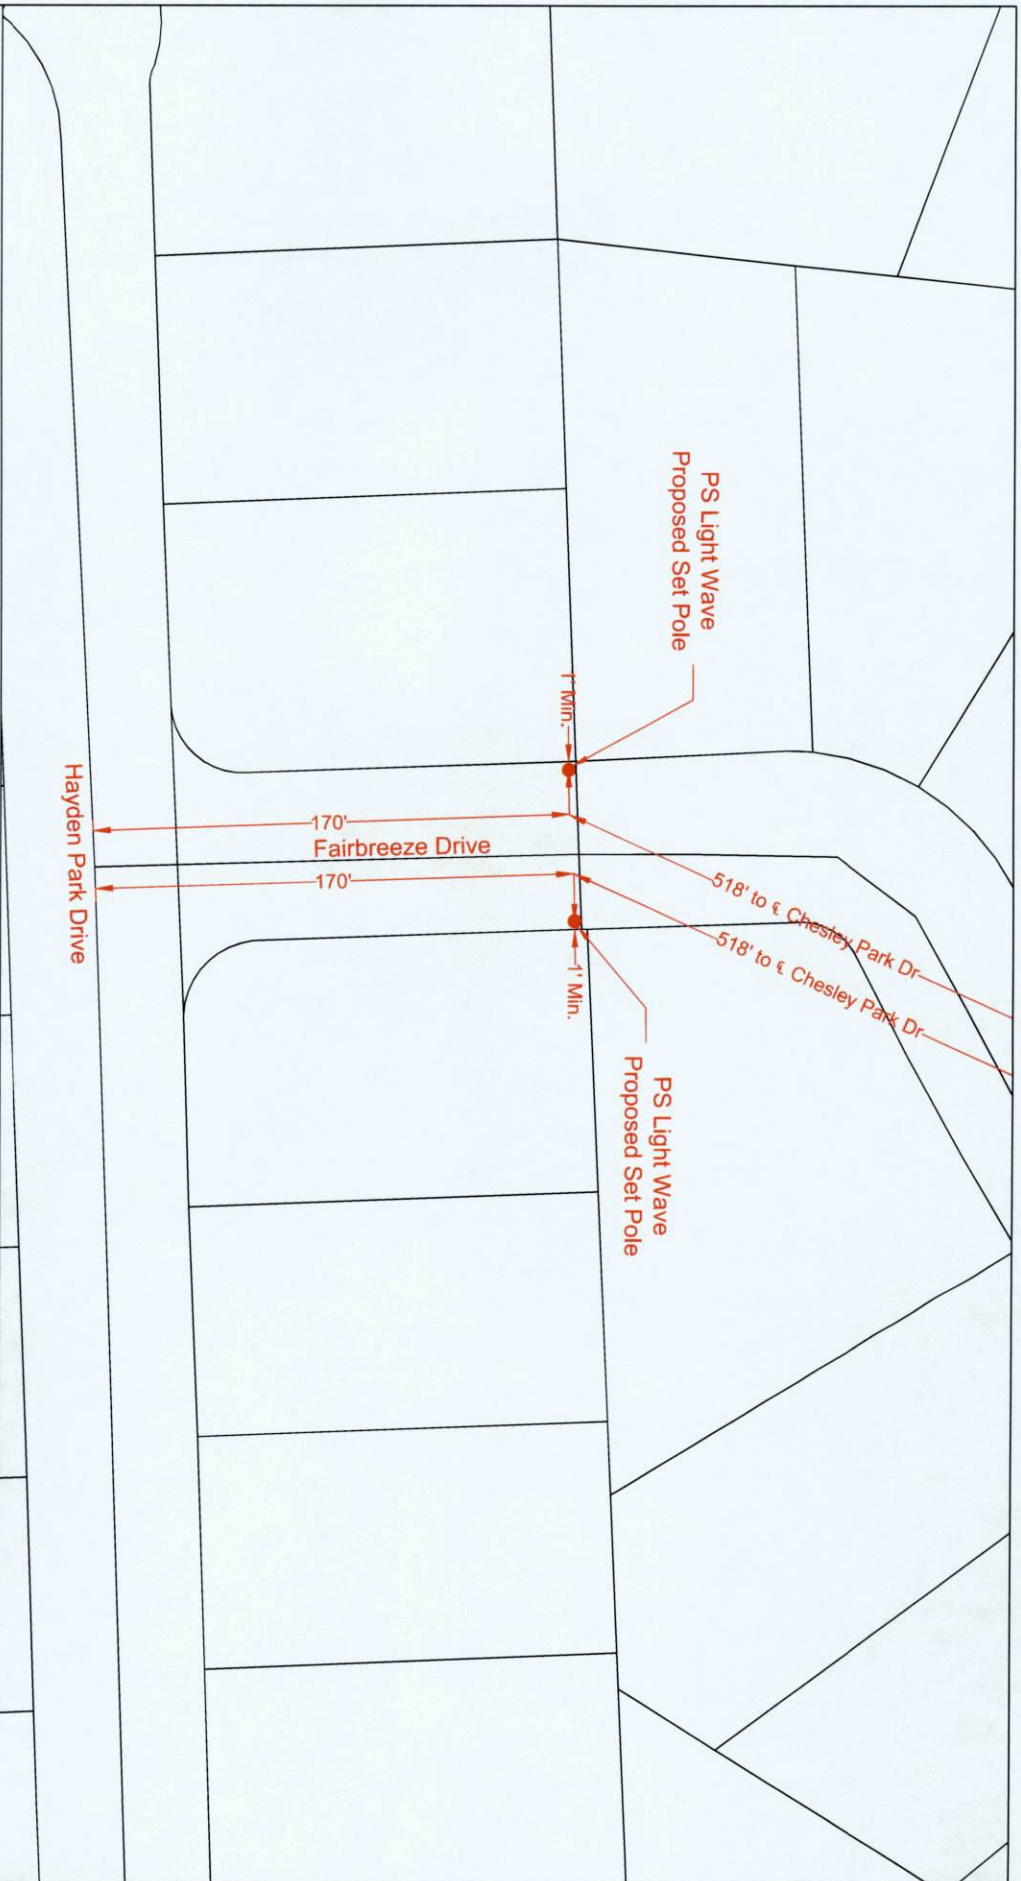 PS Light Wave
Proposed Set Pole
1' Min.
170'
Fairbreeze Drive
170'
Hayden Park Drive
518' to ℄ Chesley Park Dr
518' to ℄ Chesley Park Dr
1' Min.
PS Light Wave
Proposed Set Pole